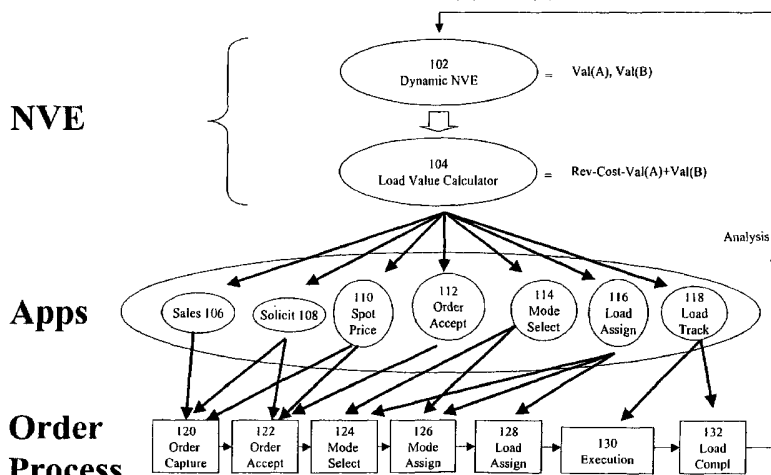 NVE
102
Dynamic NVE
= Val(A), Val(B)
104
Load Value Calculator
= Rev-Cost-Val(A)+Val(B)
Analysis
Apps
Sales 106
Solicit 108
110
Spot
Price
112
Order
Accept
114
Mode
Select
116
Load
Assign
118
Load
Track
Order
Process
120
Order
Capture
122
Order
Accept
124
Mode
Select
126
Mode
Assign
128
Load
Assign
130
Execution
132
Load
Compl